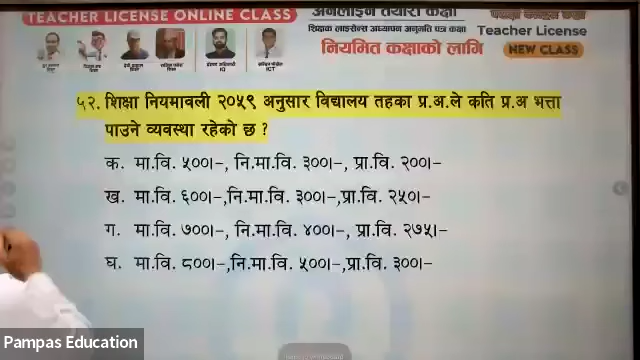 TEACHER LICENSE ONLINE CLASS
अनलाइन तयारी कक्षा
शिक्षक लाइसेन्स अध्यापन अनुमति पत्र कक्षा
Teacher License
नियमित कक्षाको लागि
NEW CLASS
ICT
५२. शिक्षा नियमावली २०५९ अनुसार विद्यालय तहका प्र.अ.ले कति प्र.अ भत्ता
पाउने व्यवस्था रहेको छ ?
क. मा.वि. ५००।–, नि.मा.वि. ३००।–, प्रा.वि. २००।–
ख. मा.वि. ६००।–,नि.मा.वि. ३००।–,प्रा.वि. २५०।–
ग. मा.वि. ७००।–, नि.मा.वि. ४००।–, प्रा.वि. २७५।–
घ. मा.वि. ८००।–,नि.मा.वि. ५००।–,प्रा.वि. ३००।–
Pampas Education